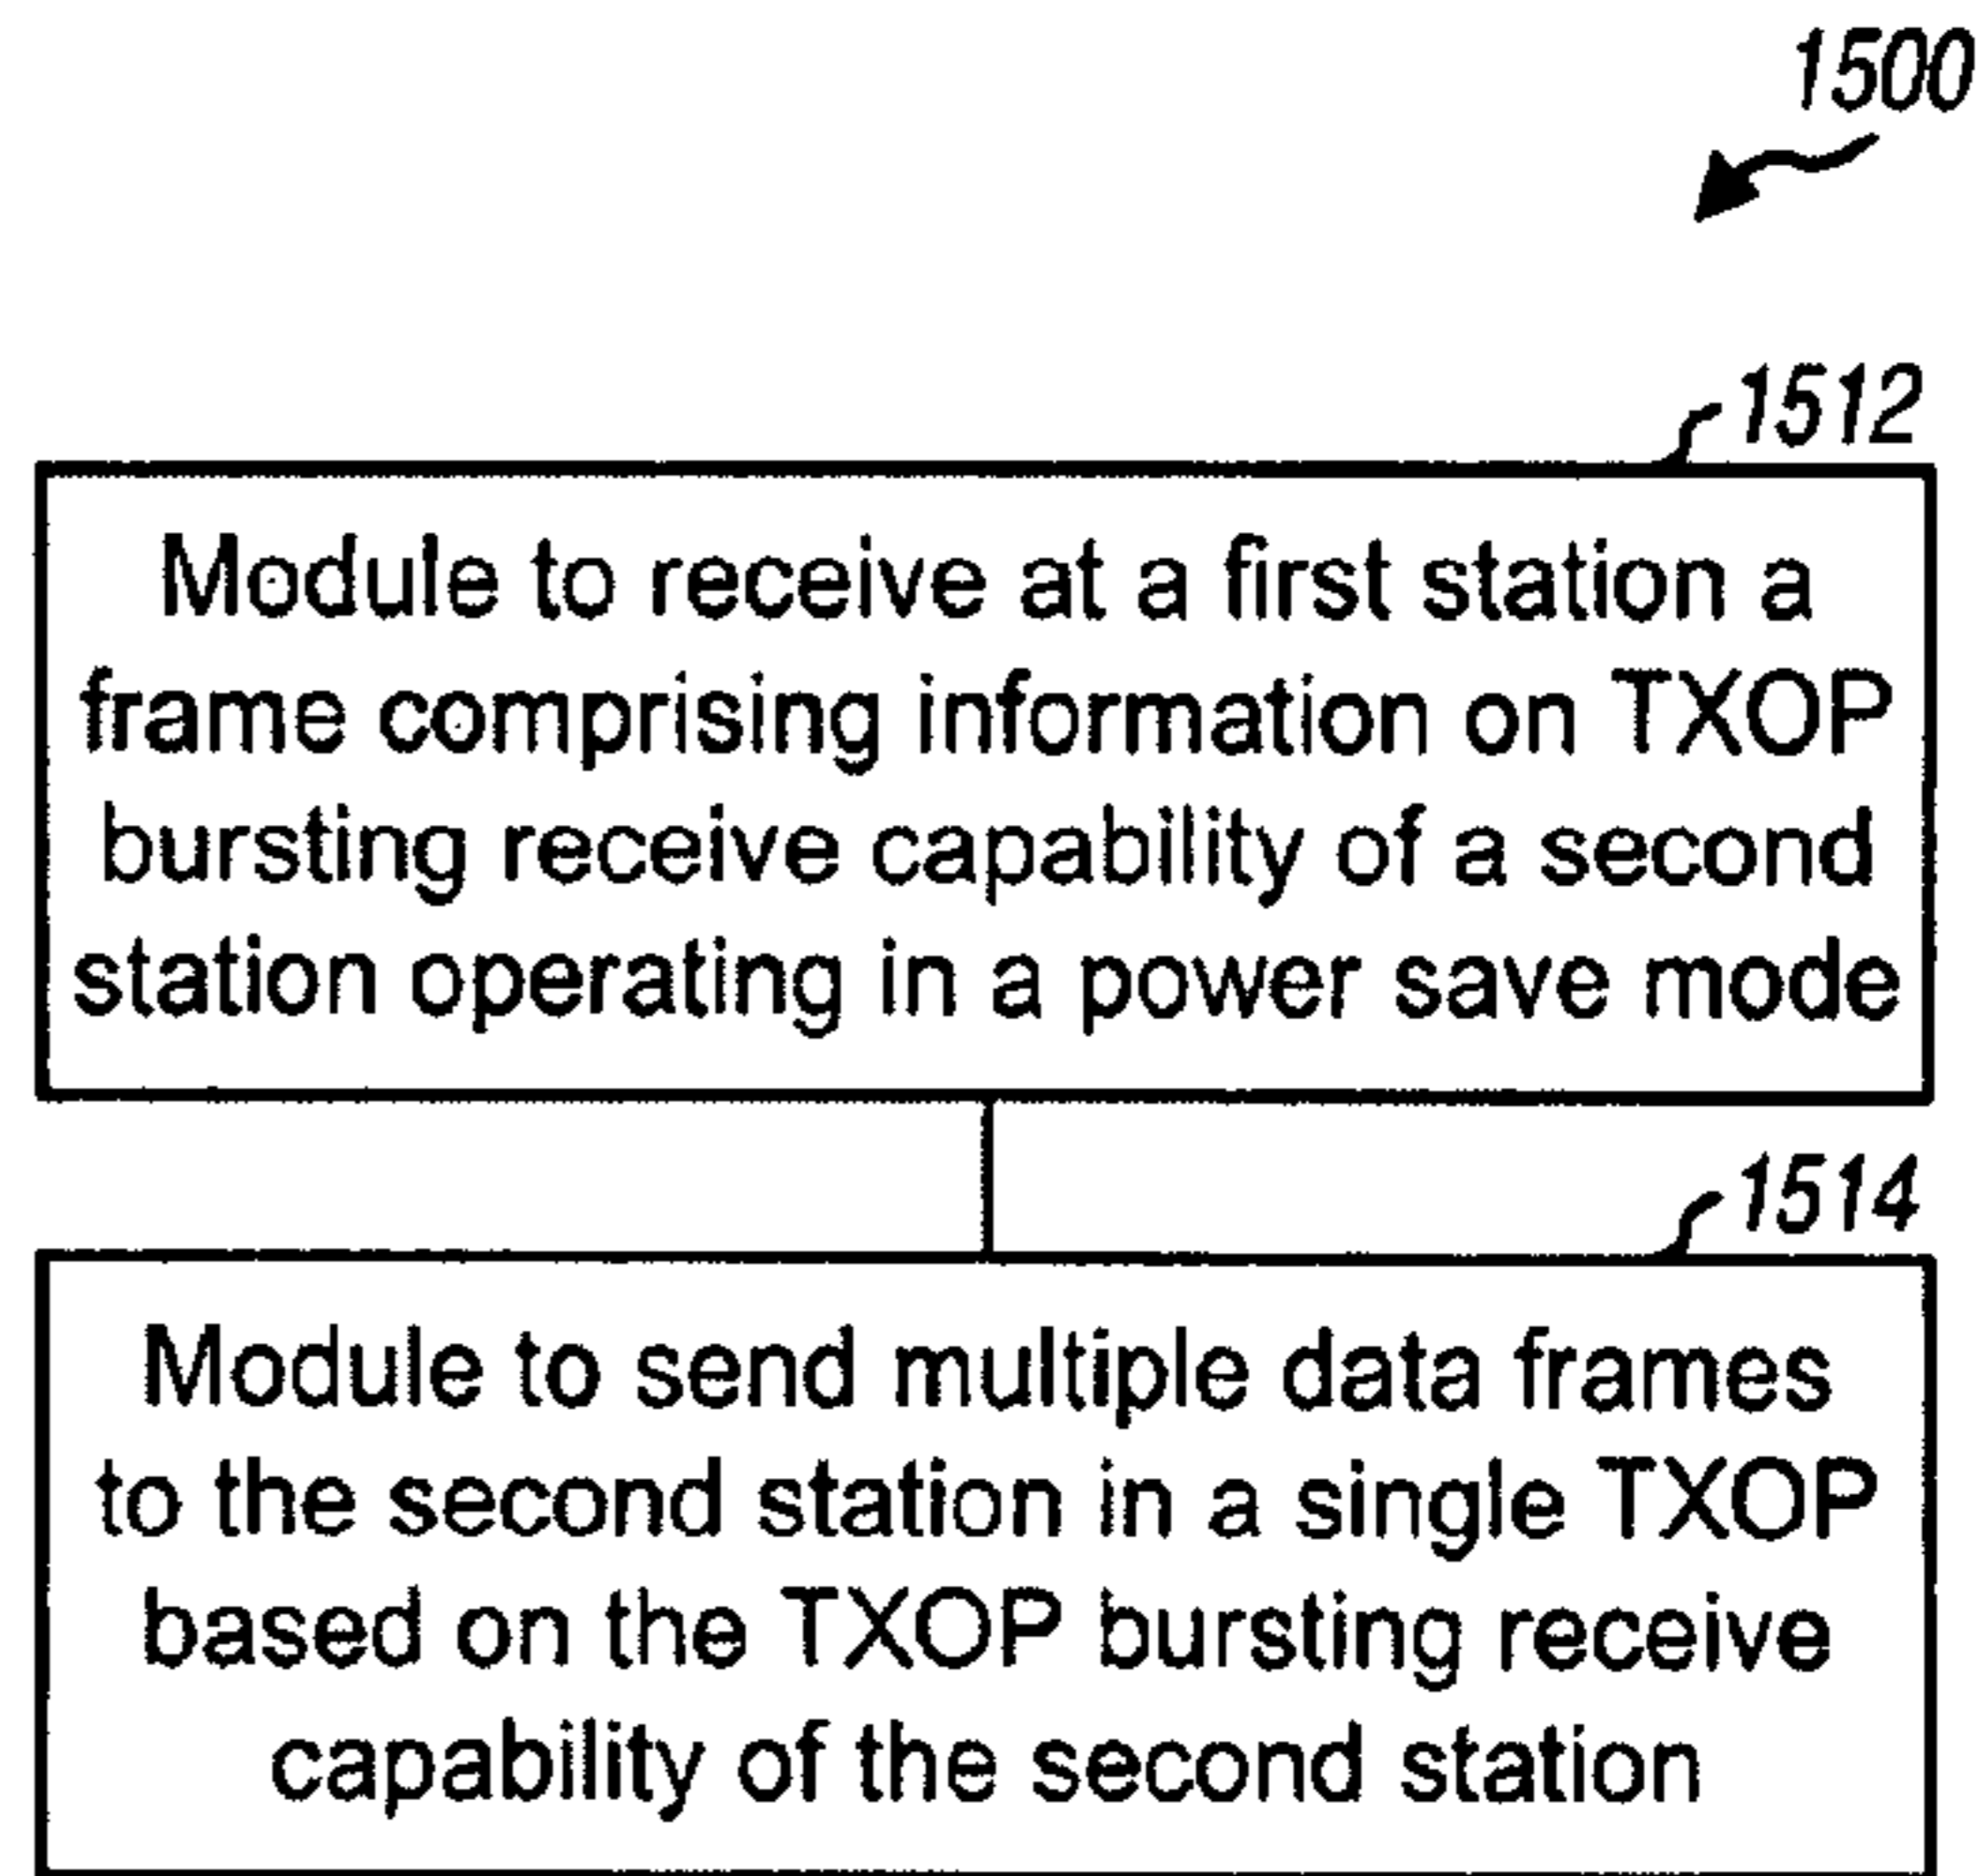 1500
1512
Module to receive at a first station a
frame comprising information on TXOP
bursting receive capability of a second
station operating in a power save mode
1514
Module to send multiple data frames
to the second station in a single TXOP
based on the TXOP bursting receive
capability of the second station